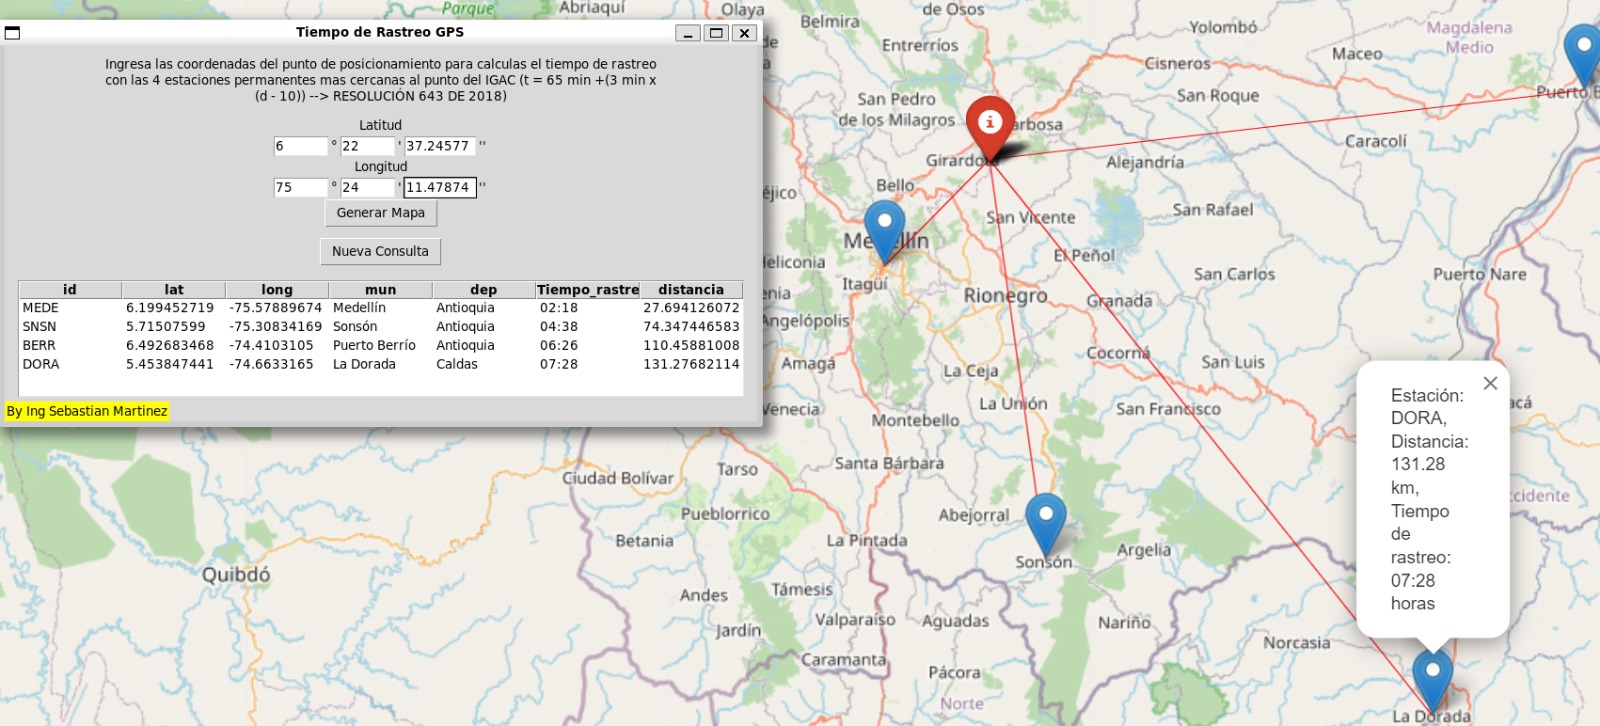 Tiempo de Rastreo GPS
Ingresa las coordenadas del punto de posicionamiento para calculas el tiempo de rastreo
con las 4 estaciones permanentes mas cercanas al punto del IGAC (t = 65 min +(3 min x
(d - 10)) --> RESOLUCIÓN 643 DE 2018)
Latitud
6 ° 22 ' 37.24577 ''
Longitud
75 ° 24 ' 11.47874 ''
Generar Mapa
Nueva Consulta
id lat long mun dep Tiempo_rastre distancia
MEDE 6.199452719 -75.57889674 Medellín Antioquia 02:18 27.694126072
SNSN 5.71507599 -75.30834169 Sonsón Antioquia 04:38 74.347446583
BERR 6.492683468 -74.4103105 Puerto Berrío Antioquia 06:26 110.45881008
DORA 5.453847441 -74.6633165 La Dorada Caldas 07:28 131.27682114
By Ing Sebastian Martinez
Parque
Abriaquí
Olaya
de Osos
Belmira
Yolombó
Magdalena
Medio
Entrerríos
Maceo
Cisneros
San Pedro
de los Milagros
San Roque
Puerto B
arbosa
Caracolí
Girardota
Alejandría
Bello
éjico
San Vicente
San Rafael
Medellín
El Peñol
Heliconia
San Carlos
Puerto Nare
Itagüí
enia
Rionegro
Granada
Angelópolis
Cocorná
San Luis
Amagá
La Ceja
La Unión
San Francisco
Venecia
Montebello
acá
Tarso
Santa Bárbara
Ciudad Bolívar
ccidente
Pueblorrico
Abejorral
Betania
La Pintada
Argelia
Sonsón
Quibdó
Támesis
Andes
Valparaíso
Aguadas
Nariño
Jardín
Norcasia
Caramanta
Pácora
Norte
La Dorada
Estación:
DORA,
Distancia:
131.28
km,
Tiempo
de
rastreo:
07:28
horas